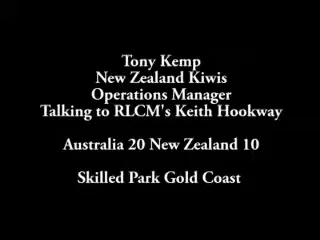 Tony Kemp
New Zealand Kiwis
Operations Manager
Talking to RLCM's Keith Hookway
Australia 20 New Zealand 10
Skilled Park Gold Coast